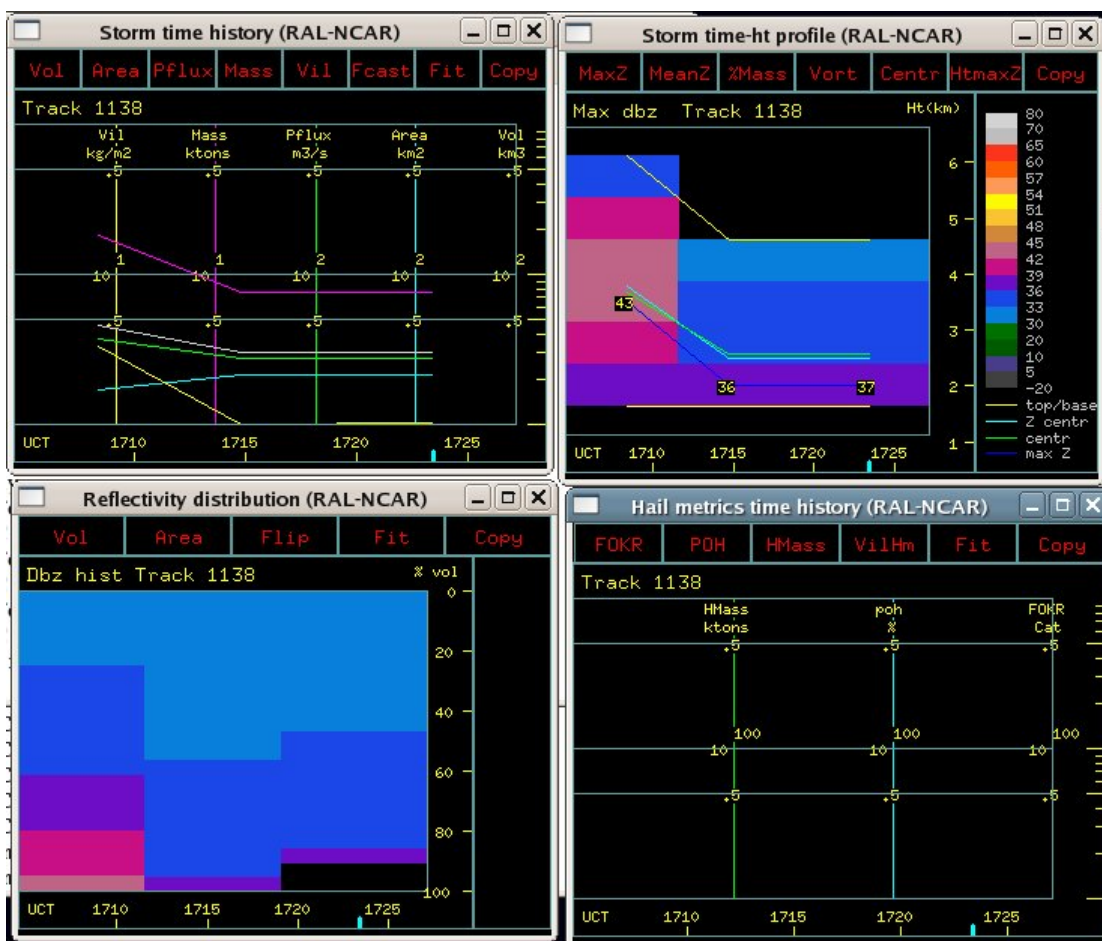 Storm time history (RAL-NCAR)
Vol Area Pflux Mass Vil Fcast Fit Copy
Track 1138
Vil Mass Pflux Area Vol
kg/m2 ktons m3/s km2 km3
.5 .5 .5 .5 .5
1 1 2 2 2
10 10 10 10 10
.5 .5 .5 .5 .5
UCT 1710 1715 1720 1725
Storm time-ht profile (RAL-NCAR)
MaxZ MeanZ %Mass Vort Centr HtmaxZ Copy
Max dbz Track 1138 Ht(km)
6
5
4
3
2
1
43
36 37
UCT 1710 1715 1720 1725
80
70
65
60
57
54
51
48
45
42
39
36
33
30
20
10
5
-20
top/base
Z centr
centr
max Z
Reflectivity distribution (RAL-NCAR)
Vol Area Flip Fit Copy
Dbz hist Track 1138 % vol
0
20
40
60
80
100
UCT 1710 1715 1720 1725
Hail metrics time history (RAL-NCAR)
FOKR POH HMass VilHm Fit Copy
Track 1138
HMass poh FOKR
ktons % Cat
.5 .5 .5
100 100 100
10 10 10
.5 .5 .5
UCT 1710 1715 1720 1725